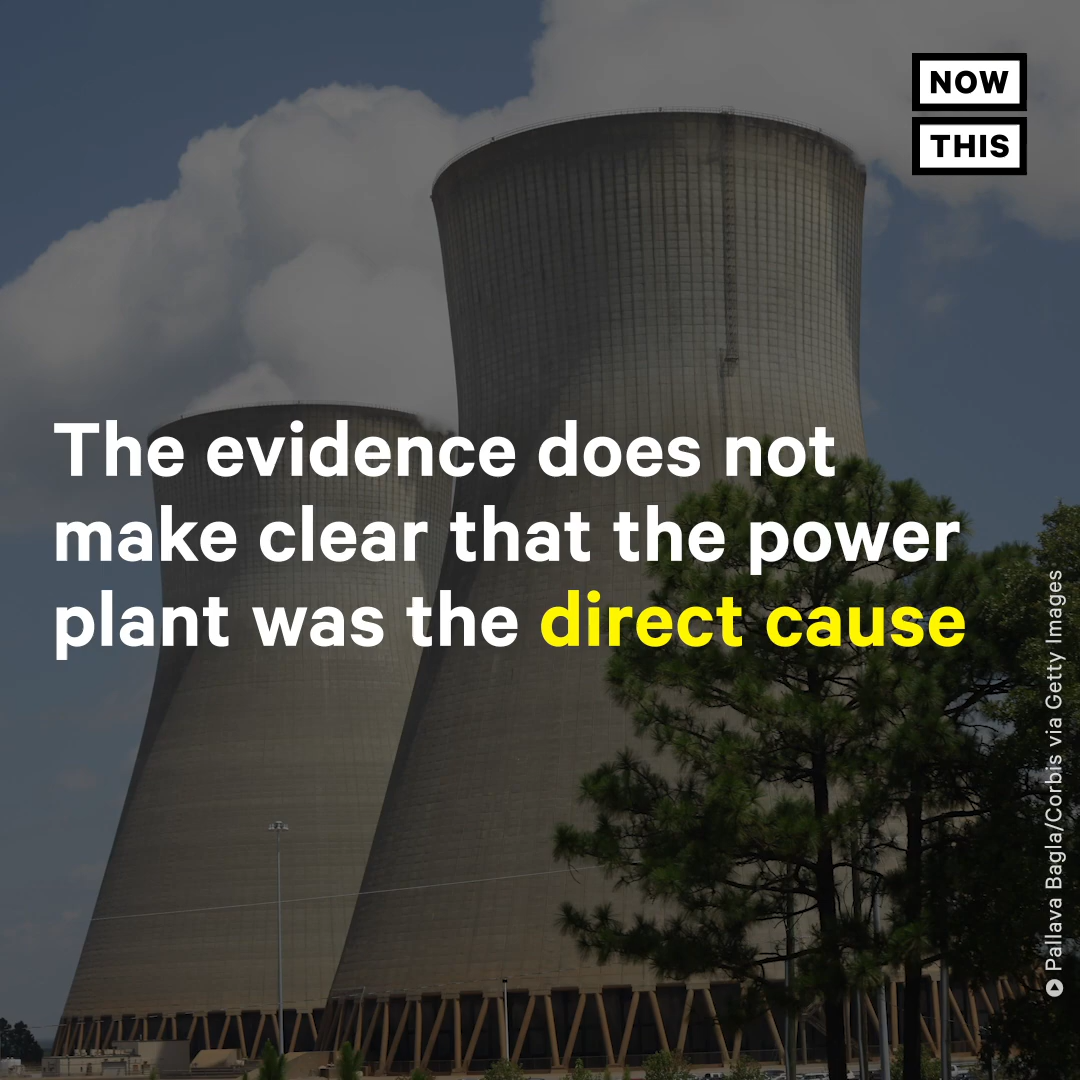 NOW
THIS
The evidence does not
make clear that the power
plant was the direct cause
Pallava Bagla/Corbis via Getty Images